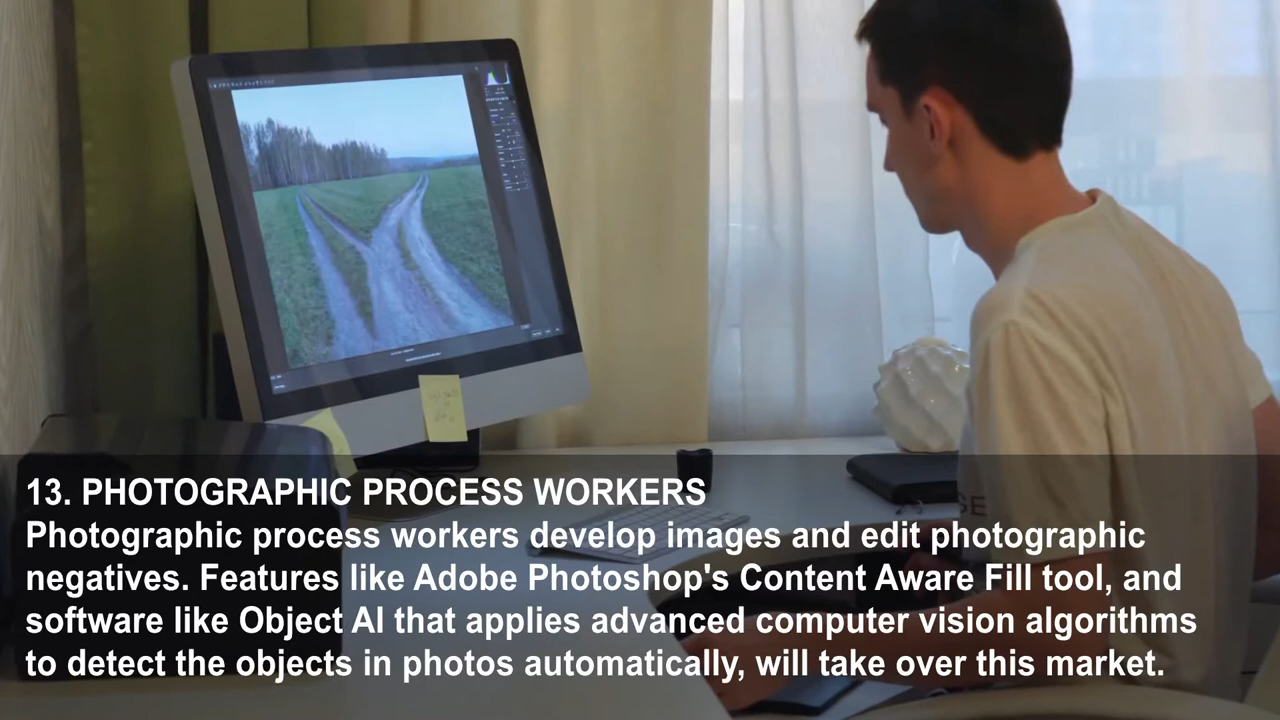 13. PHOTOGRAPHIC PROCESS WORKERS
Photographic process workers develop images and edit photographic
negatives. Features like Adobe Photoshop's Content Aware Fill tool, and
software like Object AI that applies advanced computer vision algorithms
to detect the objects in photos automatically, will take over this market.